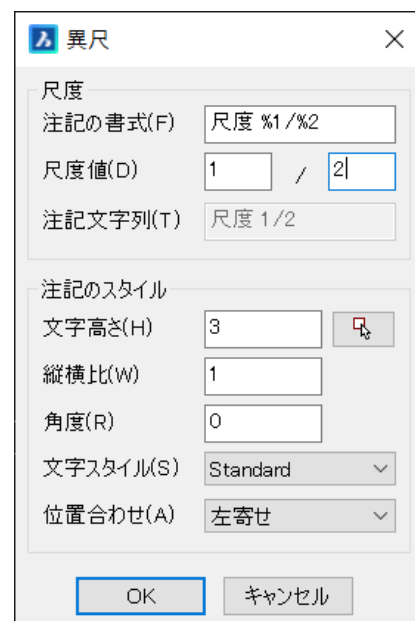 異尺
尺度
注記の書式(F) 尺度 %1/%2
尺度値(D) 1 / 2
注記文字列(T) 尺度 1/2
注記のスタイル
文字高さ(H) 3
縦横比(W) 1
角度(R) 0
文字スタイル(S) Standard
位置合わせ(A) 左寄せ
OK キャンセル